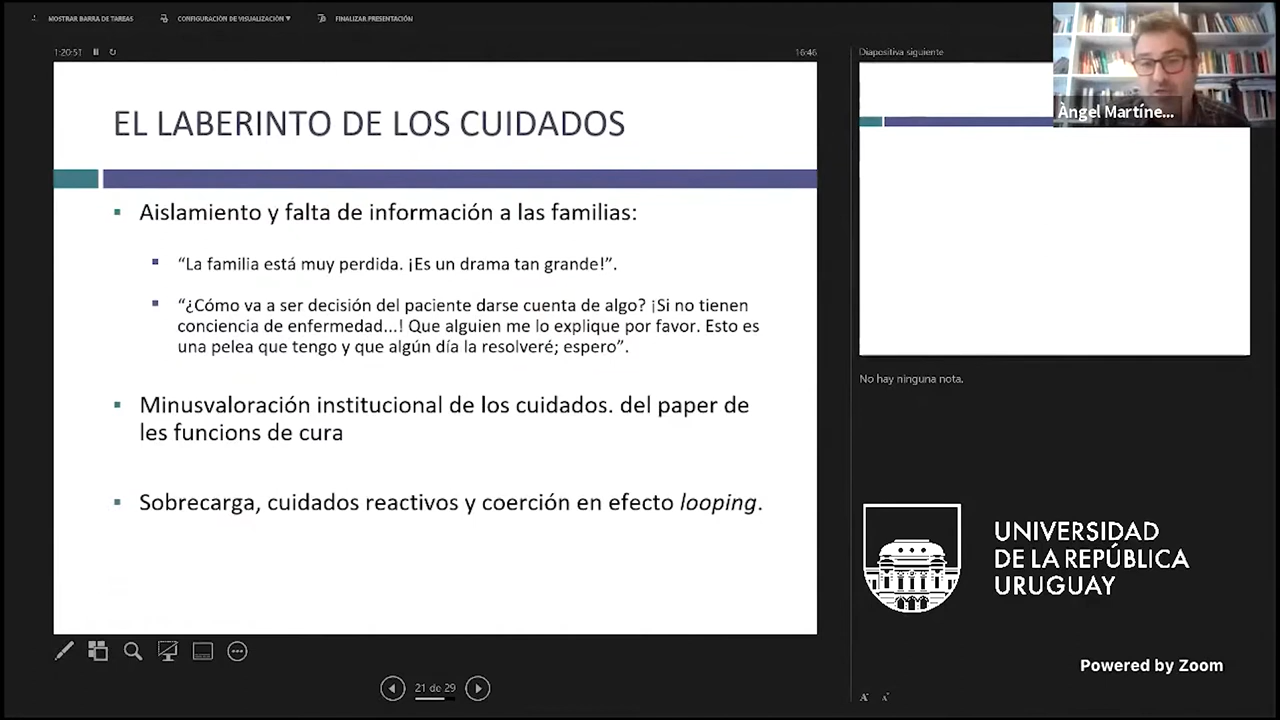 MOSTRAR BARRA DE TAREAS
CONFIGURACIÓN DE VISUALIZACIÓN ▼
FINALIZAR PRESENTACIÓN
1:20:51
16:46
Diapositiva siguiente
Àngel Martíne...
EL LABERINTO DE LOS CUIDADOS
Aislamiento y falta de información a las familias:
“La familia está muy perdida. ¡Es un drama tan grande!”.
“¿Cómo va a ser decisión del paciente darse cuenta de algo? ¡Si no tienen
conciencia de enfermedad...! Que alguien me lo explique por favor. Esto es
una pelea que tengo y que algún día la resolveré; espero”.
Minusvaloración institucional de los cuidados. del paper de
les funcions de cura
Sobrecarga, cuidados reactivos y coerción en efecto looping.
No hay ninguna nota.
UNIVERSIDAD
DE LA REPÚBLICA
URUGUAY
Powered by Zoom
21 de 29
A A